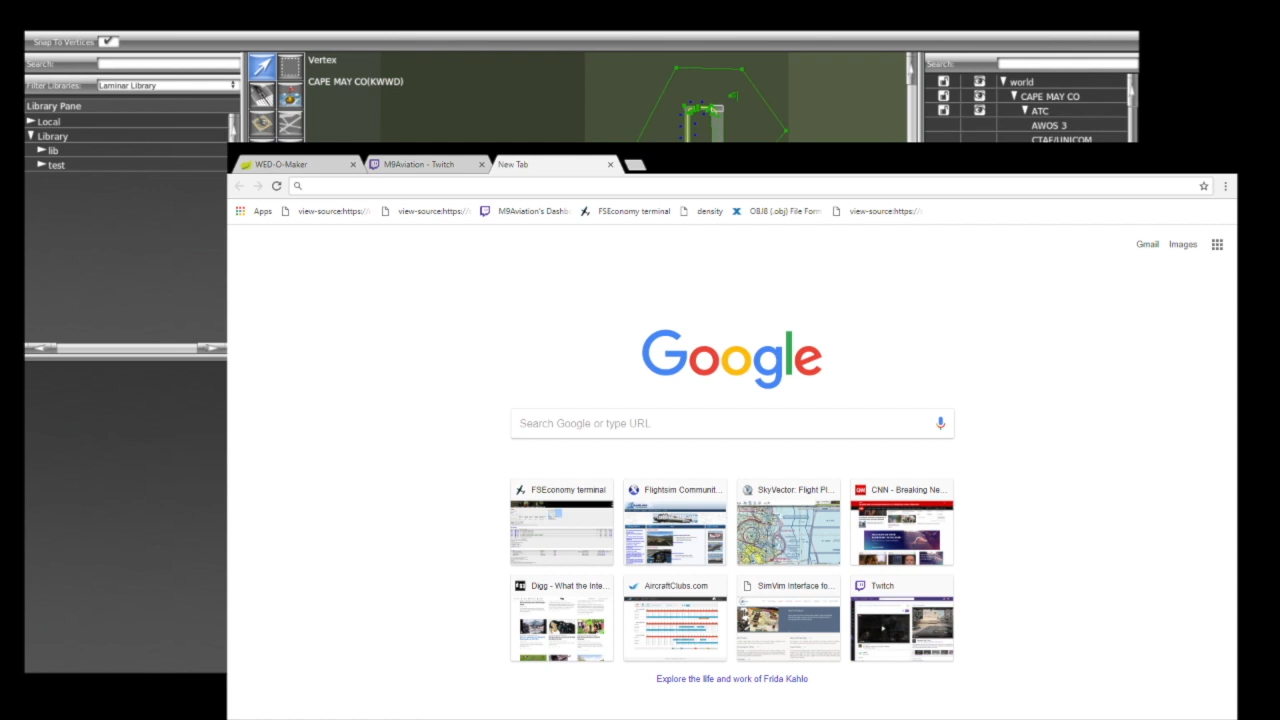 Snap To Vertices
Search:
Filter Libraries: Laminar Library
Library Pane
Local
Library
lib
test
Vertex
CAPE MAY CO(KWWD)
Search:
world
CAPE MAY CO
ATC
AWOS 3
CTAF/UNICOM
WED-O-Maker
M9Aviation - Twitch
New Tab
Apps view-source:https:// view-source:https:// M9Aviation's Dashb FSEconomy terminal density OBJ8 (.obj) File Form view-source:https://
Gmail Images
Google
Search Google or type URL
FSEconomy terminal
Flightsim Communit...
SkyVector: Flight Pl...
CNN - Breaking Ne...
Digg - What the Inte...
AircraftClubs.com
SimVim Interface fo...
Twitch
Explore the life and work of Frida Kahlo